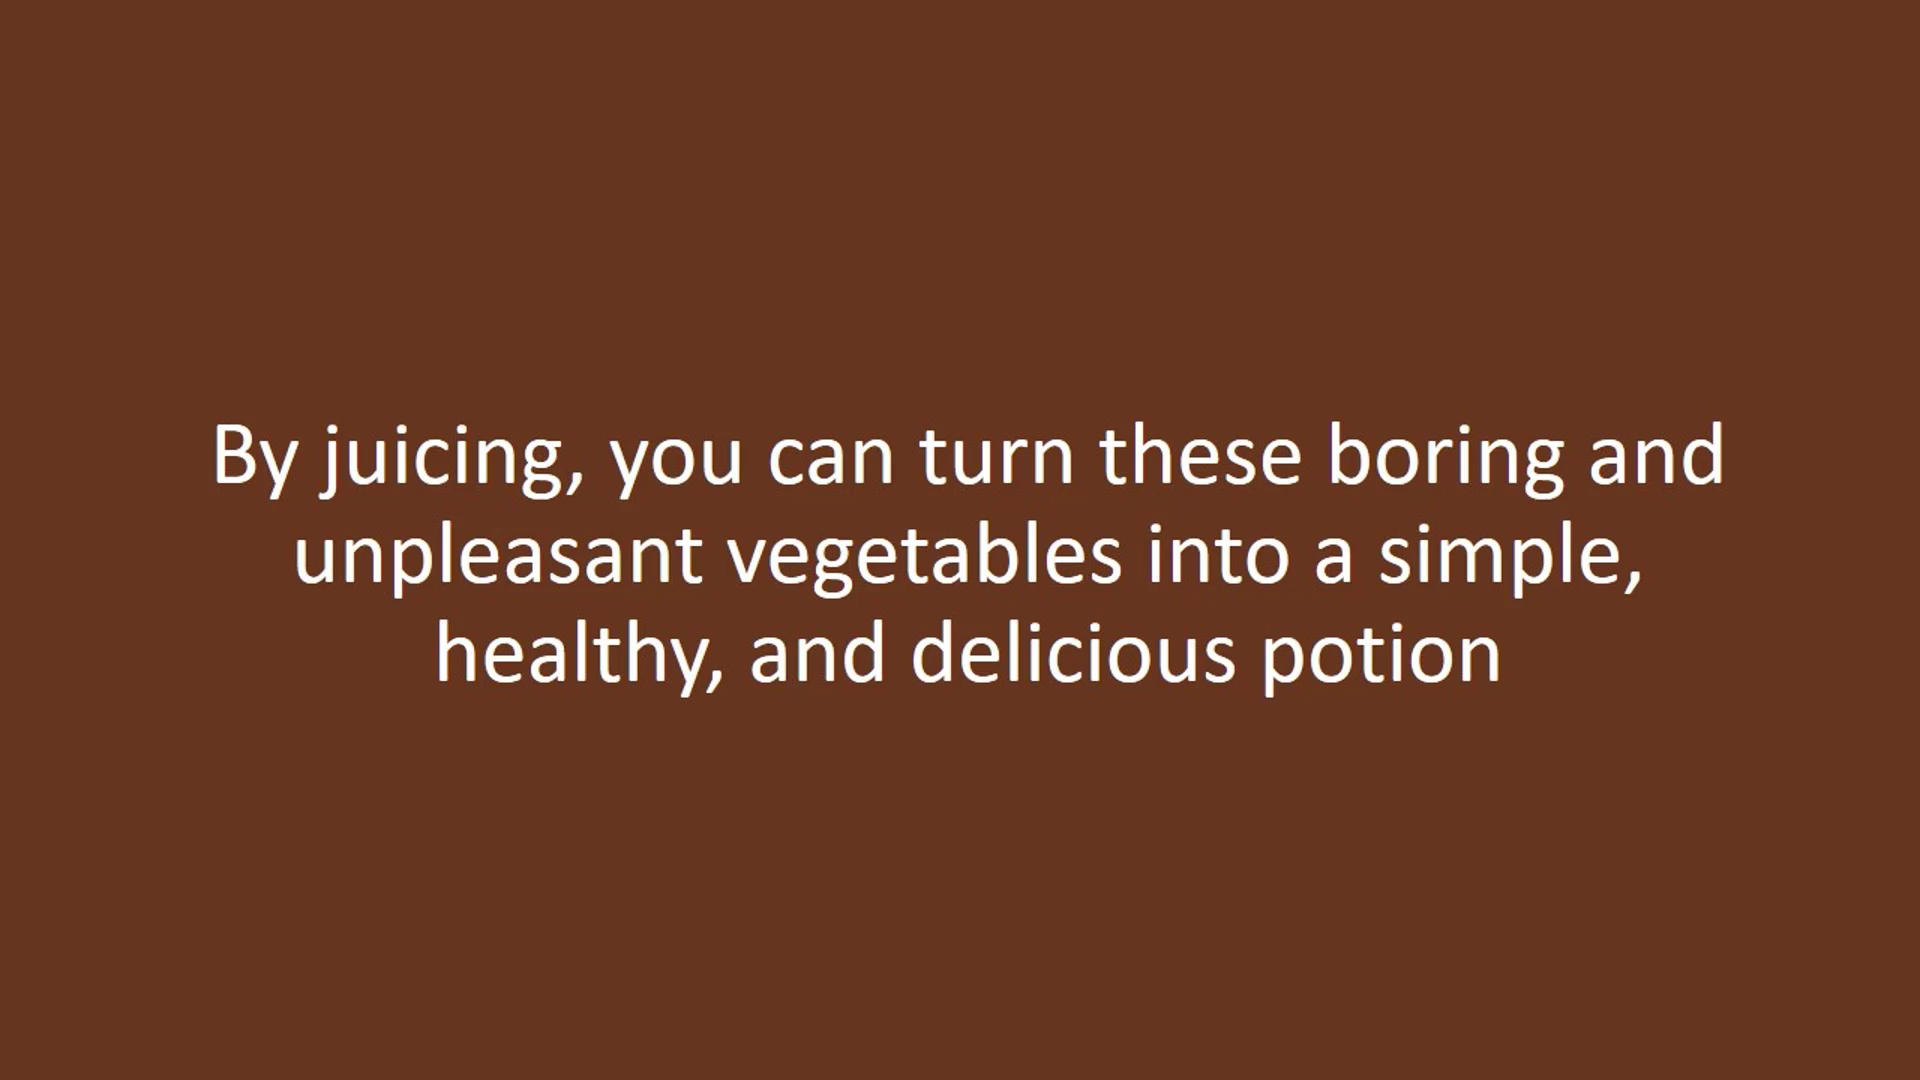 By juicing, you can turn these boring and
unpleasant vegetables into a simple,
healthy, and delicious potion